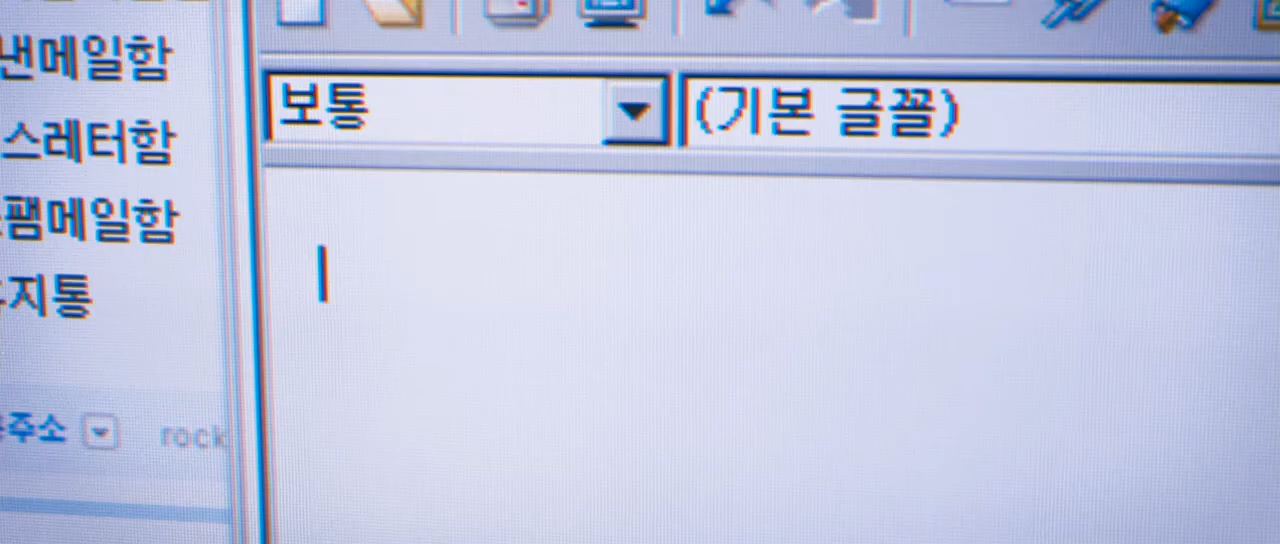 낸메일함
스레터함
팸메일함
지통
주소
rock
보통
(기본 글꼴)